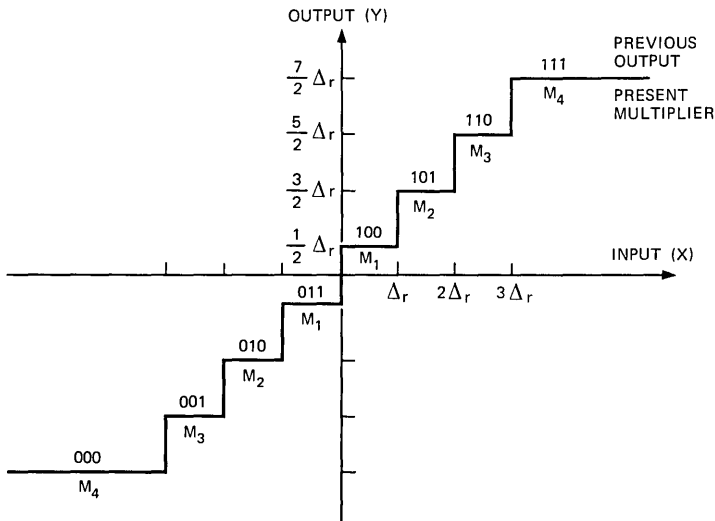 OUTPUT (Y)
111
PREVIOUS
OUTPUT
7/2 Δr
M4
PRESENT
MULTIPLIER
110
5/2 Δr
M3
101
3/2 Δr
M2
100
1/2 Δr
M1
INPUT (X)
Δr
2Δr
3Δr
011
M1
010
M2
001
M3
000
M4